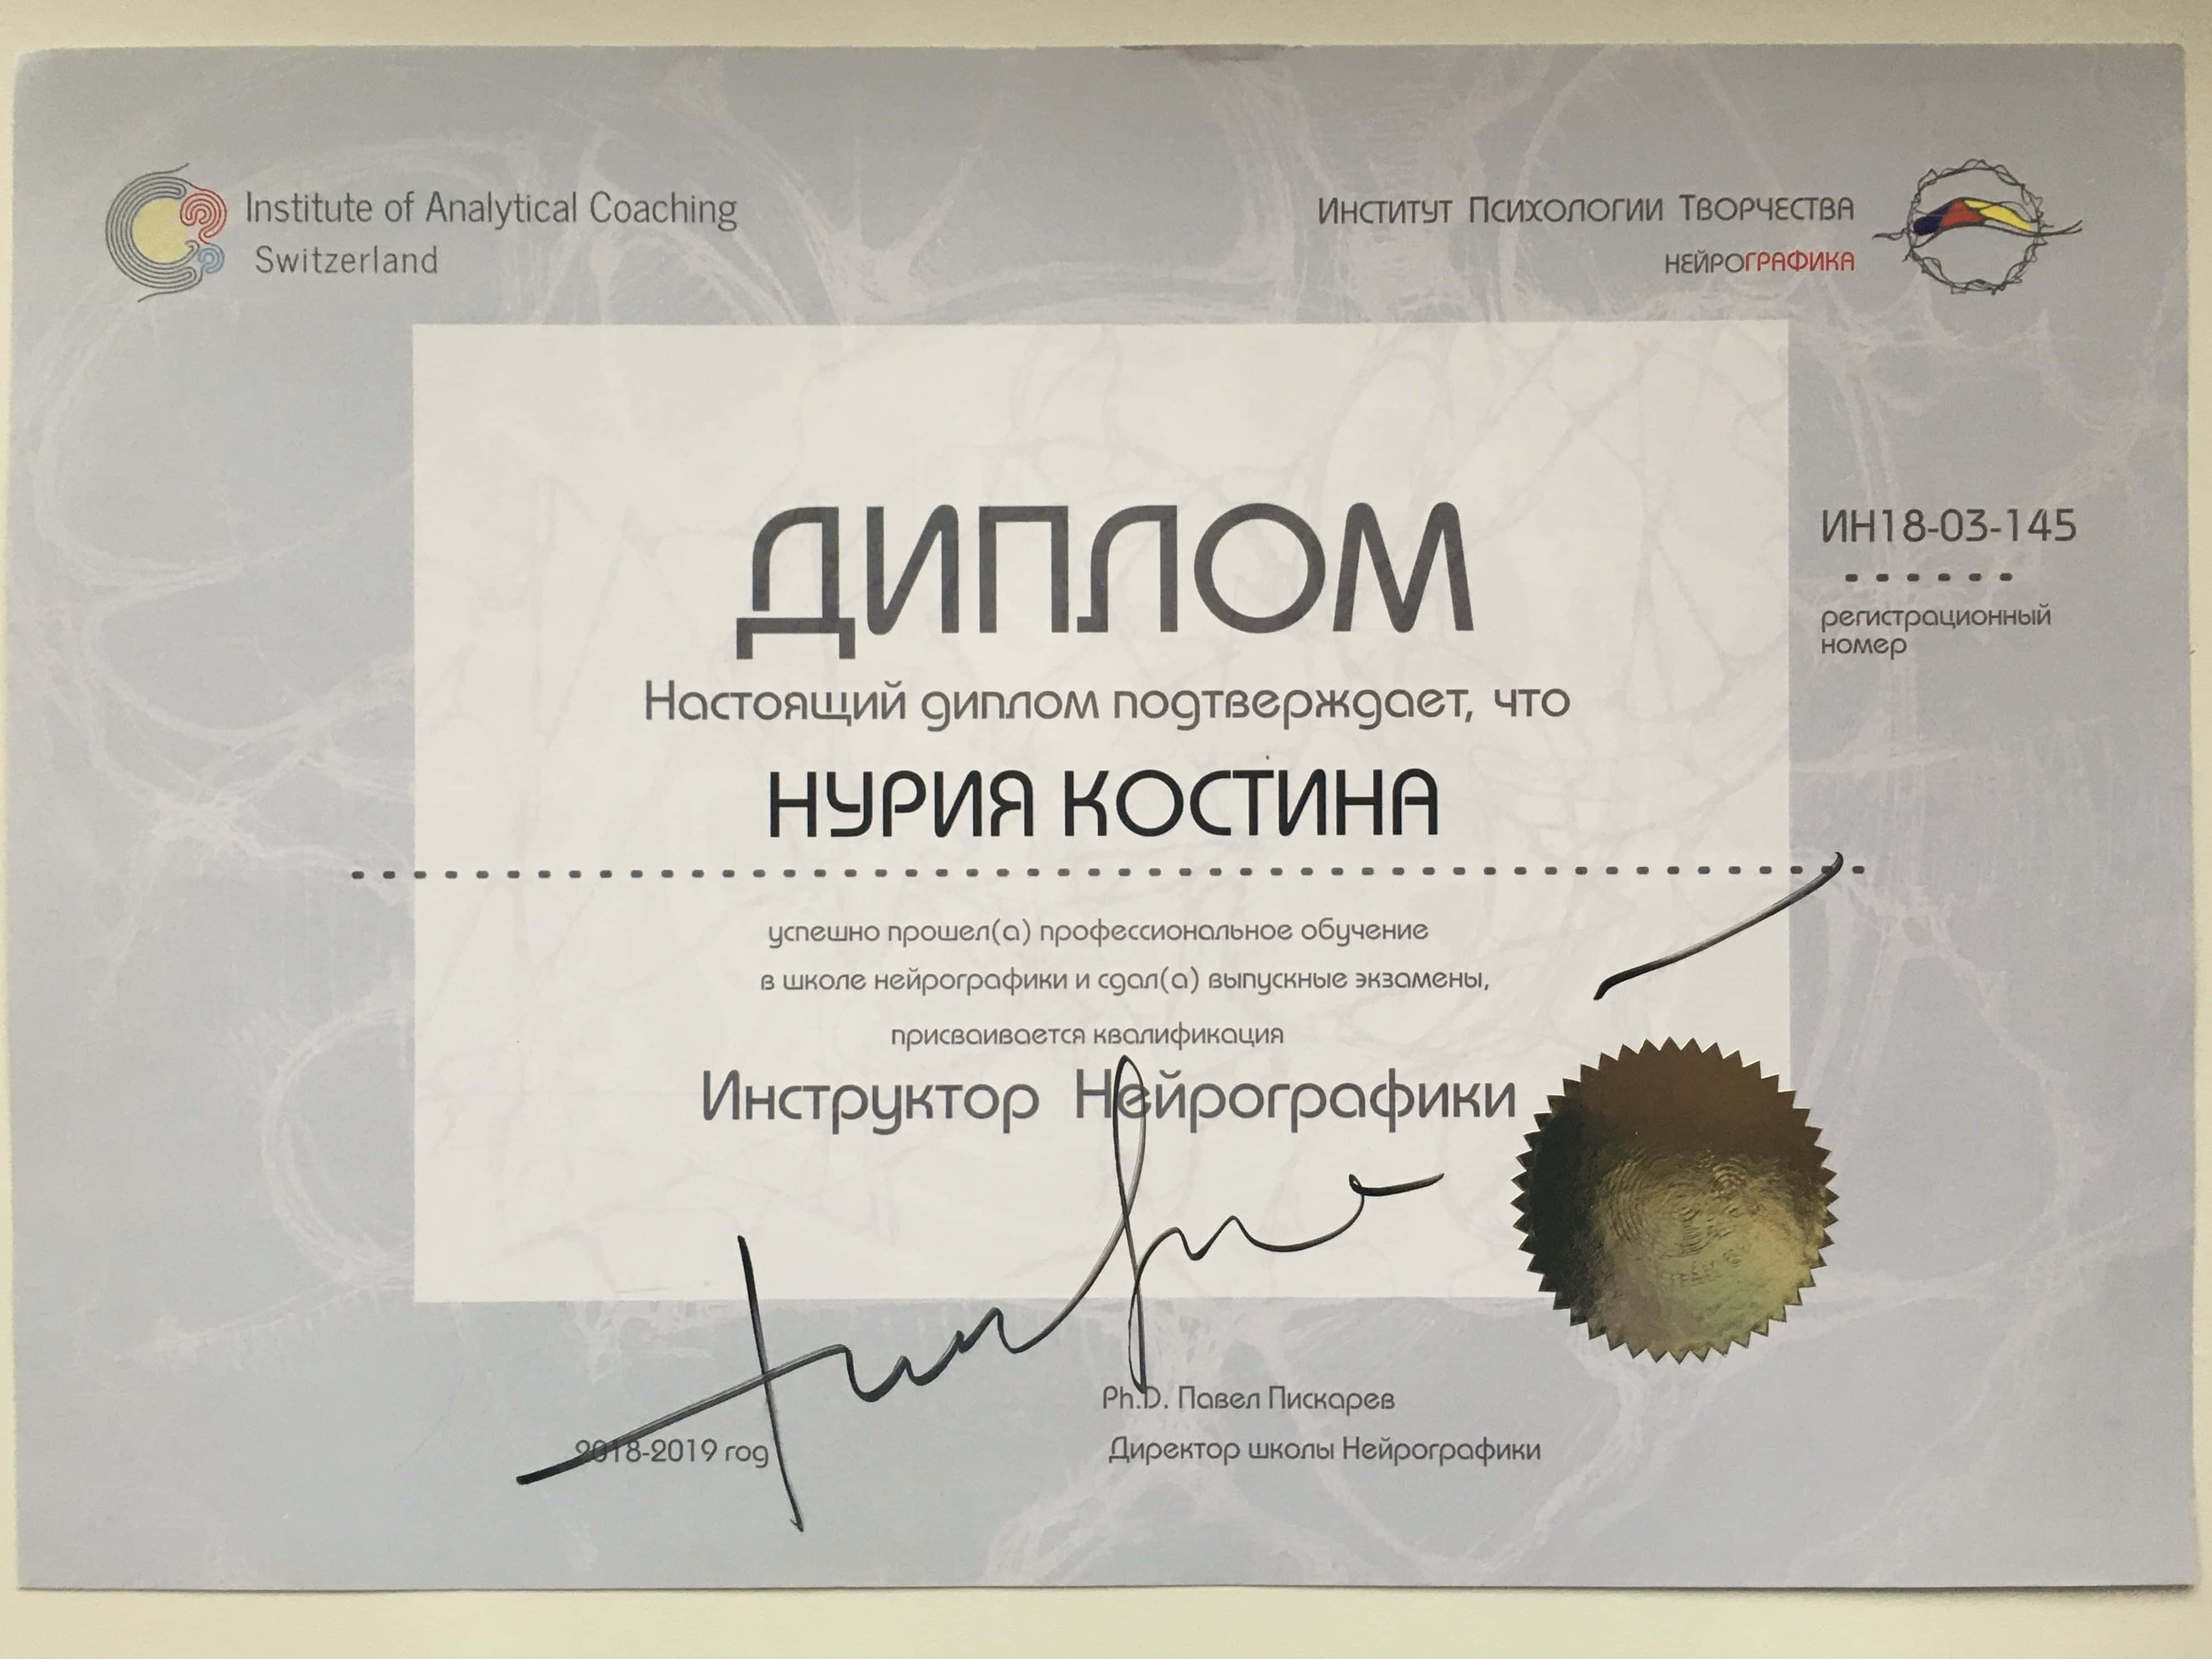 Institute of Analytical Coaching
Switzerland
Институт Психологии Творчества
НЕЙРОГРАФИКА
ДИПЛОМ
ИН18-03-145
регистрационный
номер
Настоящий диплом подтверждает, что
НУРИЯ КОСТИНА
успешно прошел(а) профессиональное обучение
в школе нейрографики и сдал(а) выпускные экзамены,
присваивается квалификация
Инструктор Нейрографики
Ph.D. Павел Пискарев
2018-2019 год
Директор школы Нейрографики